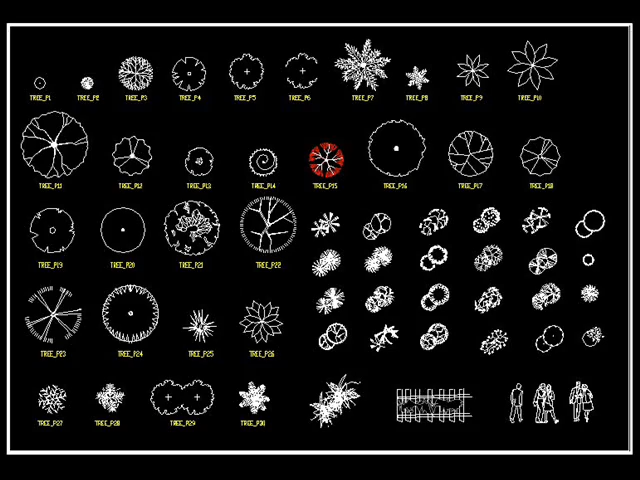 TREE_P1 TREE_P2 TREE_P3 TREE_P4 TREE_P5 TREE_P6 TREE_P7 TREE_P8 TREE_P9 TREE_P10
TREE_P11 TREE_P12 TREE_P13 TREE_P14 TREE_P15 TREE_P16 TREE_P17 TREE_P18
TREE_P19 TREE_P20 TREE_P21 TREE_P22
TREE_P23 TREE_P24 TREE_P25 TREE_P26
TREE_P27 TREE_P28 TREE_P29 TREE_P30